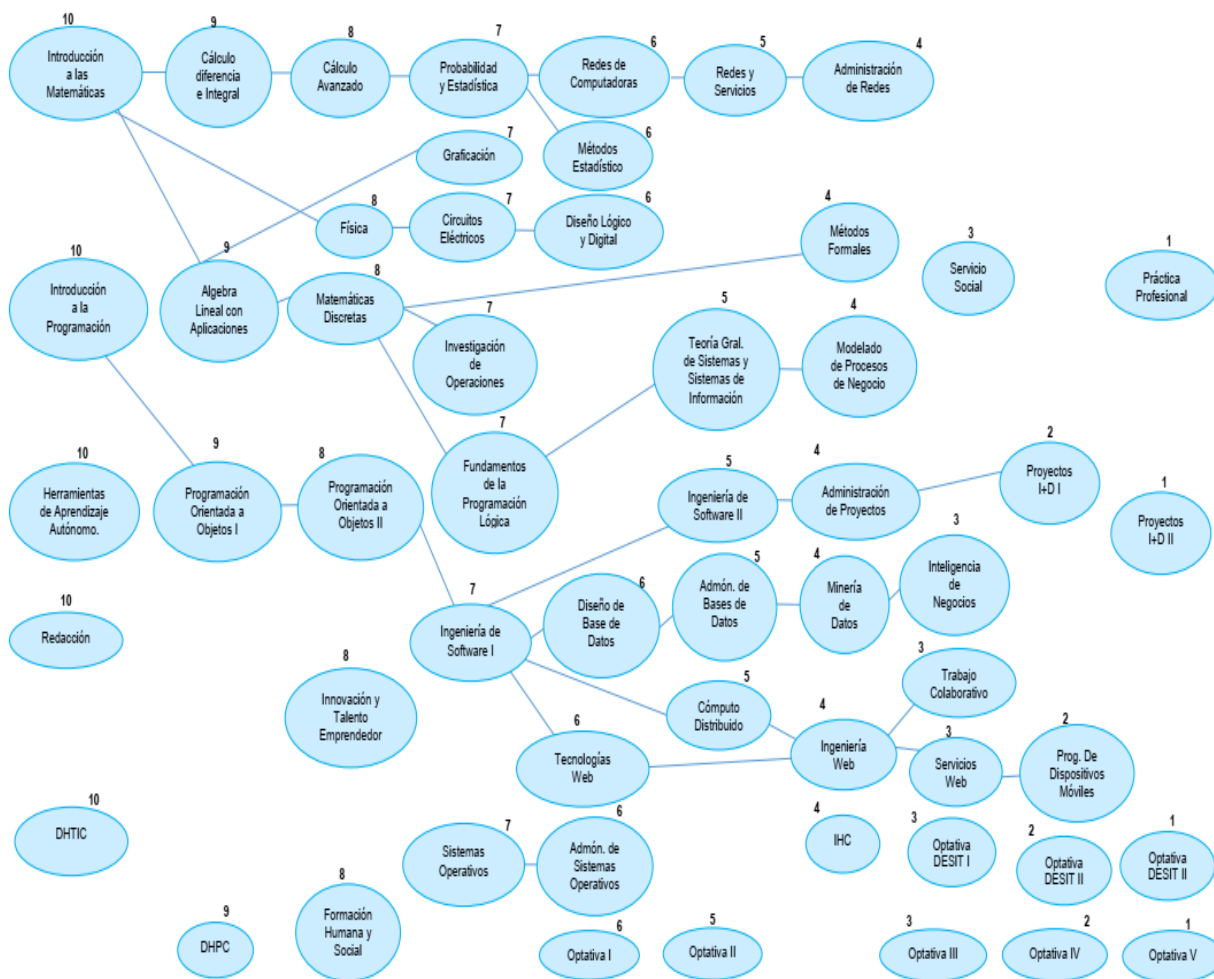 10
Introducción
a las
Matemáticas
9
Cálculo
diferencia
e Integral
8
Cálculo
Avanzado
7
Probabilidad
y Estadística
6
Redes de
Computadoras
5
Redes y
Servicios
4
Administración
de Redes
7
Graficación
6
Métodos
Estadístico
8
Física
7
Circuitos
Eléctricos
6
Diseño Lógico
y Digital
4
Métodos
Formales
3
Servicio
Social
1
Práctica
Profesional
10
Introducción
a la
Programación
9
Algebra
Lineal con
Aplicaciones
8
Matemáticas
Discretas
7
Investigación
de
Operaciones
5
Teoría Gral.
de Sistemas y
Sistemas de
Información
4
Modelado
de Procesos
de Negocio
10
Herramientas
de Aprendizaje
Autónomo.
9
Programación
Orientada a
Objetos I
8
Programación
Orientada a
Objetos II
7
Fundamentos
de la
Programación
Lógica
5
Ingeniería de
Software II
4
Administración
de Proyectos
2
Proyectos
I+D I
1
Proyectos
I+D II
10
Redacción
7
Ingeniería de
Software I
6
Diseño de
Base de
Datos
5
Admón. de
Bases de
Datos
4
Minería
de
Datos
3
Inteligencia
de
Negocios
8
Innovación y
Talento
Emprendedor
5
Cómputo
Distribuido
3
Trabajo
Colaborativo
6
Tecnologías
Web
4
Ingeniería
Web
3
Servicios
Web
2
Prog. De
Dispositivos
Móviles
10
DHTIC
7
Sistemas
Operativos
6
Admón. de
Sistemas
Operativos
4
IHC
3
Optativa
DESIT I
2
Optativa
DESIT II
1
Optativa
DESIT II
9
DHPC
8
Formación
Humana y
Social
6
Optativa I
5
Optativa II
3
Optativa III
2
Optativa IV
1
Optativa V